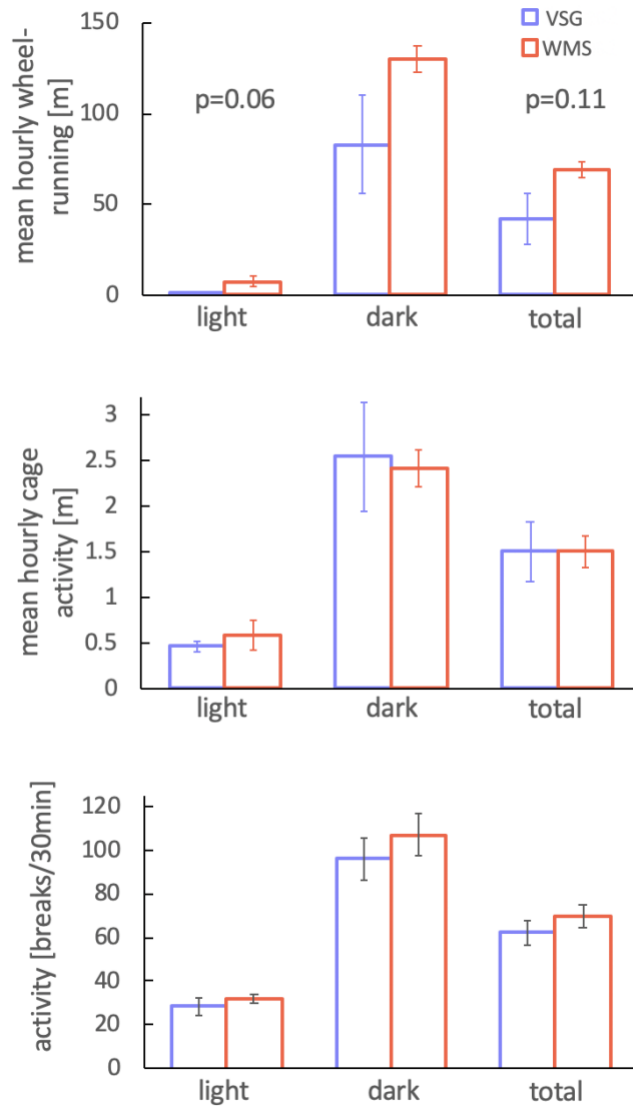 VSG
WMS
mean hourly wheel-
running [m]
150
100
50
0
p=0.06
p=0.11
light dark total
mean hourly cage
activity [m]
3
2.5
2
1.5
1
0.5
0
light dark total
activity [breaks/30min]
120
100
80
60
40
20
0
light dark total